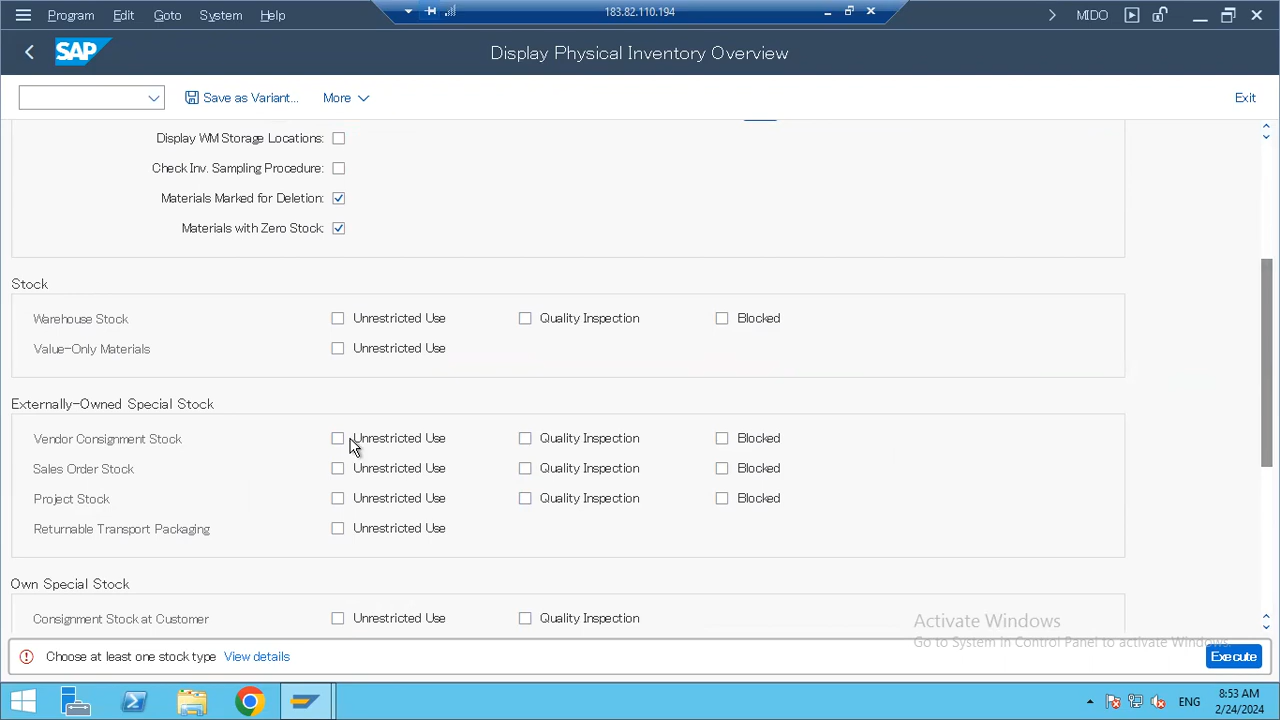 Program Edit Goto System Help 183.82.110.194 MIDO
SAP Display Physical Inventory Overview
Save as Variant... More Exit
Display WM Storage Locations:
Check Inv. Sampling Procedure:
Materials Marked for Deletion:
Materials with Zero Stock:
Stock
Warehouse Stock Unrestricted Use Quality Inspection Blocked
Value-Only Materials Unrestricted Use
Externally-Owned Special Stock
Vendor Consignment Stock Unrestricted Use Quality Inspection Blocked
Sales Order Stock Unrestricted Use Quality Inspection Blocked
Project Stock Unrestricted Use Quality Inspection Blocked
Returnable Transport Packaging Unrestricted Use
Own Special Stock
Consignment Stock at Customer Unrestricted Use Quality Inspection
Activate Windows
Go to System in Control Panel to activate Windows.
Choose at least one stock type View details Execute
ENG 8:53 AM
2/24/2024